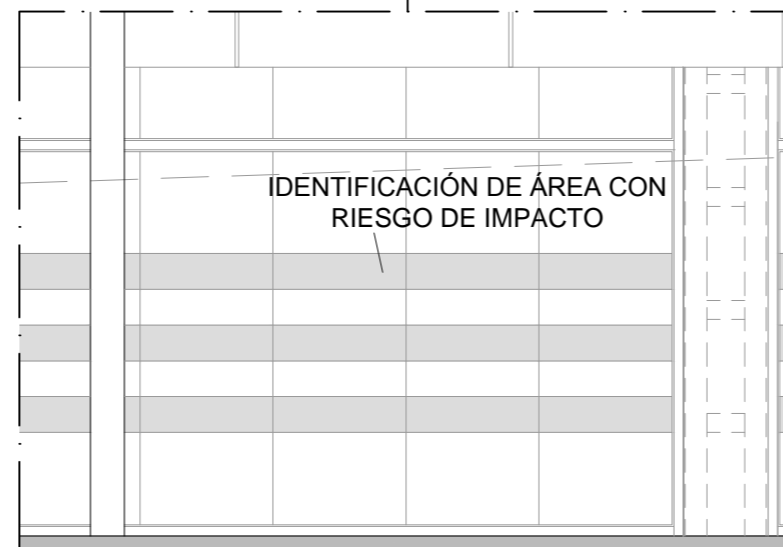 IDENTIFICACIÓN DE ÁREA CON
RIESGO DE IMPACTO